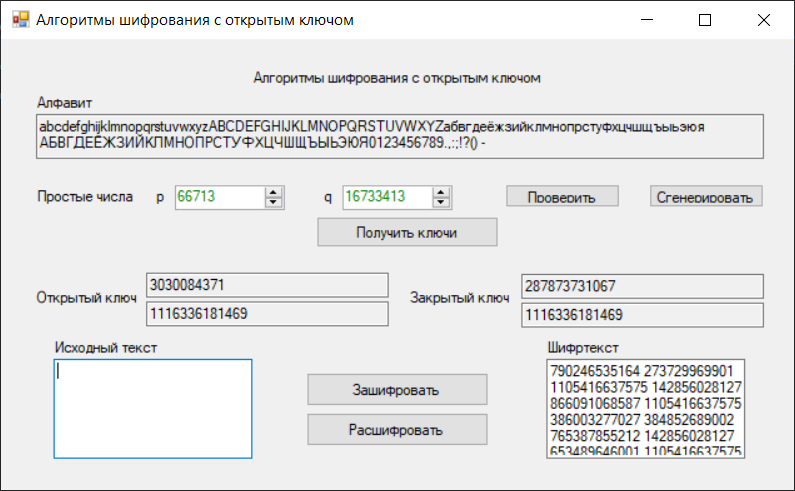 Алгоритмы шифрования с открытым ключом
Алгоритмы шифрования с открытым ключом
Алфавит
abcdefghijklmnopqrstuvwxyzABCDEFGHIJKLMNOPQRSTUVWXYZабвгдеёжзийклмнопрстуфхцчшщъыьэюя
АБВГДЕЁЖЗИЙКЛМНОПРСТУФХЦЧШЩЪЫЬЭЮЯ0123456789.,:;!?() -
Простые числа p 66713 q 16733413 Проверить Сгенерировать
Получить ключи
Открытый ключ 3030084371 Закрытый ключ 287873731067
1116336181469 1116336181469
Исходный текст Шифртекст
790246535164 273729969901
1105416637575 142856028127
866091068587 1105416637575
386003277027 384852689002
765387855212 142856028127
653489646001 1105416637575
Зашифровать
Расшифровать